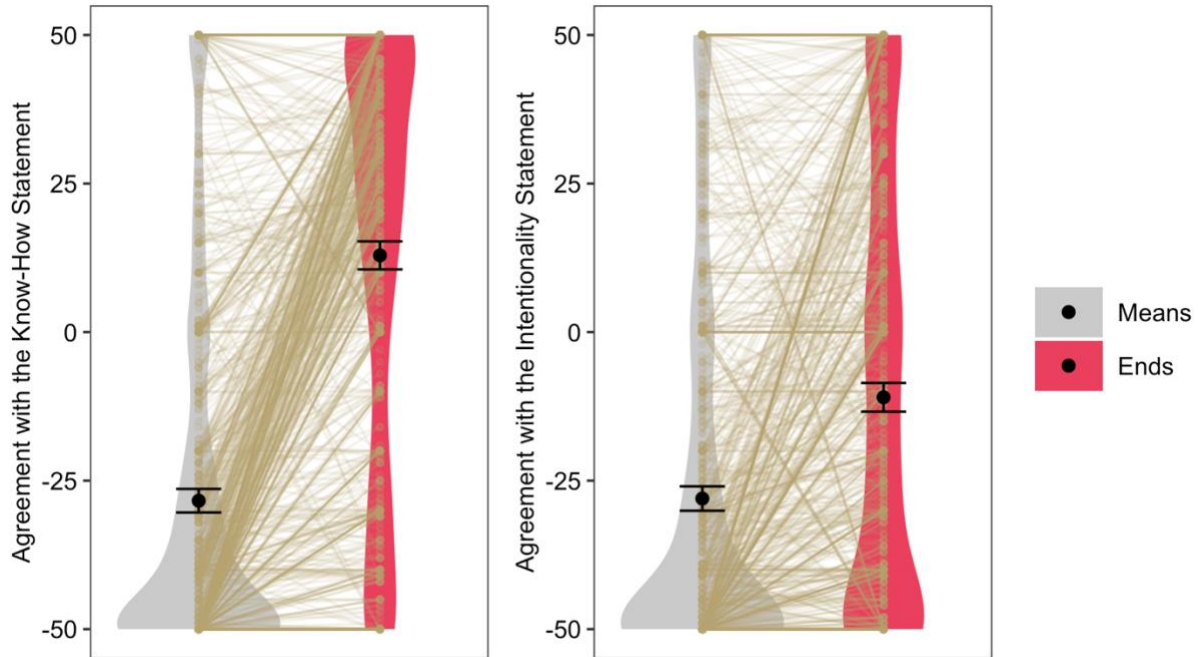 Agreement with the Know-How Statement
50
25
0
-25
-50
Agreement with the Intentionality Statement
50
25
0
-25
-50
Means
Ends